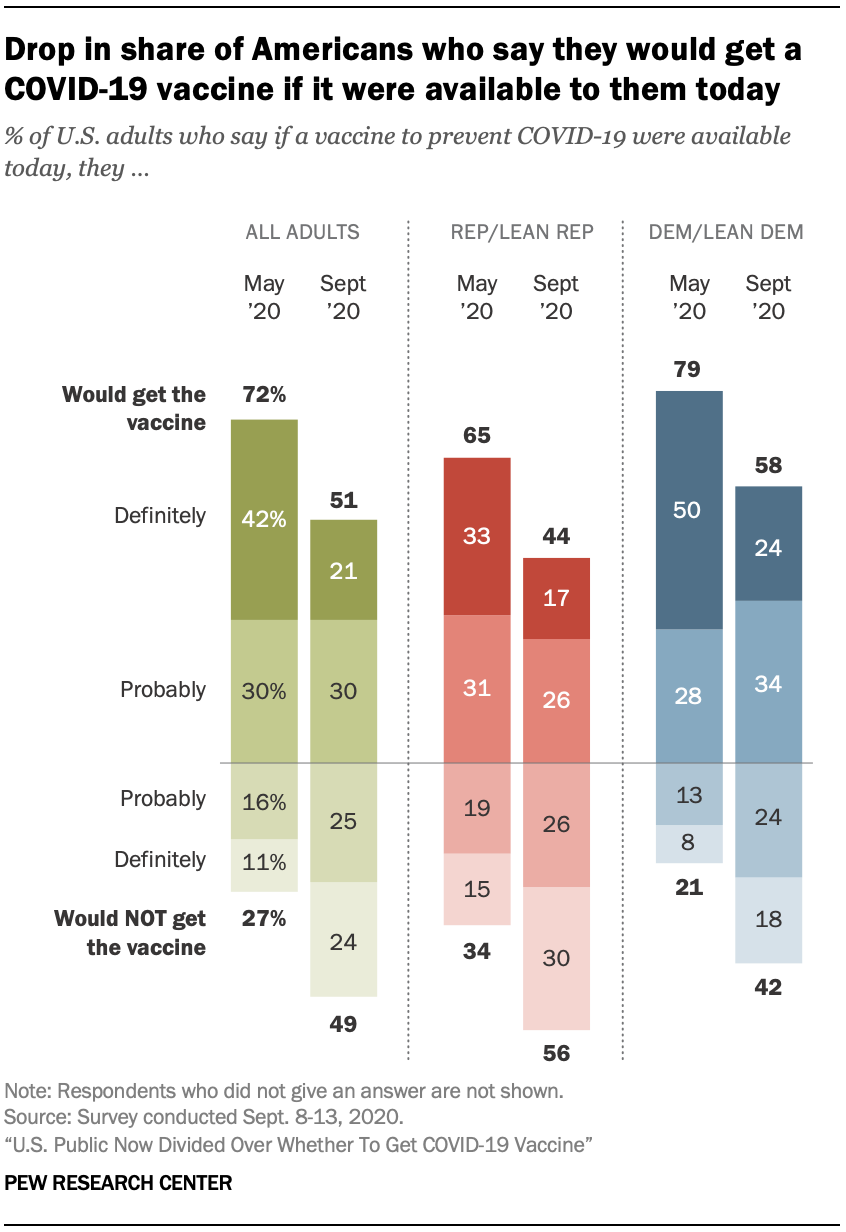 Drop in share of Americans who say they would get a
COVID-19 vaccine if it were available to them today
% of U.S. adults who say if a vaccine to prevent COVID-19 were available
today, they ...
ALL ADULTS REP/LEAN REP DEM/LEAN DEM
May Sept May Sept May Sept
’20 ’20 ’20 ’20 ’20 ’20
79
Would get the 72%
vaccine
65
58
51
44
Definitely 42% 21 33 17 50 24
Probably 30% 30 31 26 28 34
Probably 16% 25 19 26 13 24
Definitely 11% 24 15 30 8 18
Would NOT get 27%
the vaccine
21
34
42
49
56
Note: Respondents who did not give an answer are not shown.
Source: Survey conducted Sept. 8-13, 2020.
“U.S. Public Now Divided Over Whether To Get COVID-19 Vaccine”
PEW RESEARCH CENTER